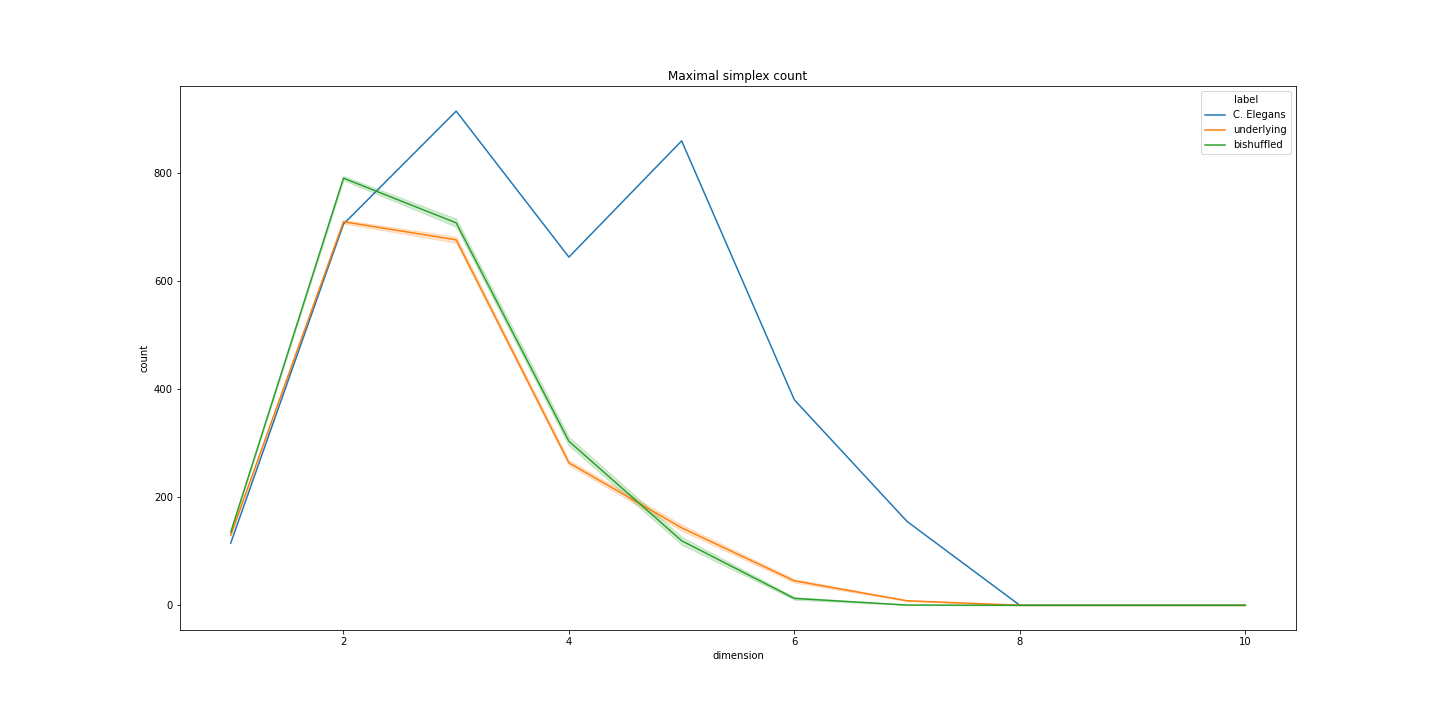 Maximal simplex count
label
C. Elegans
underlying
bishuffled
count
800
600
400
200
0
2 4 6 8 10
dimension